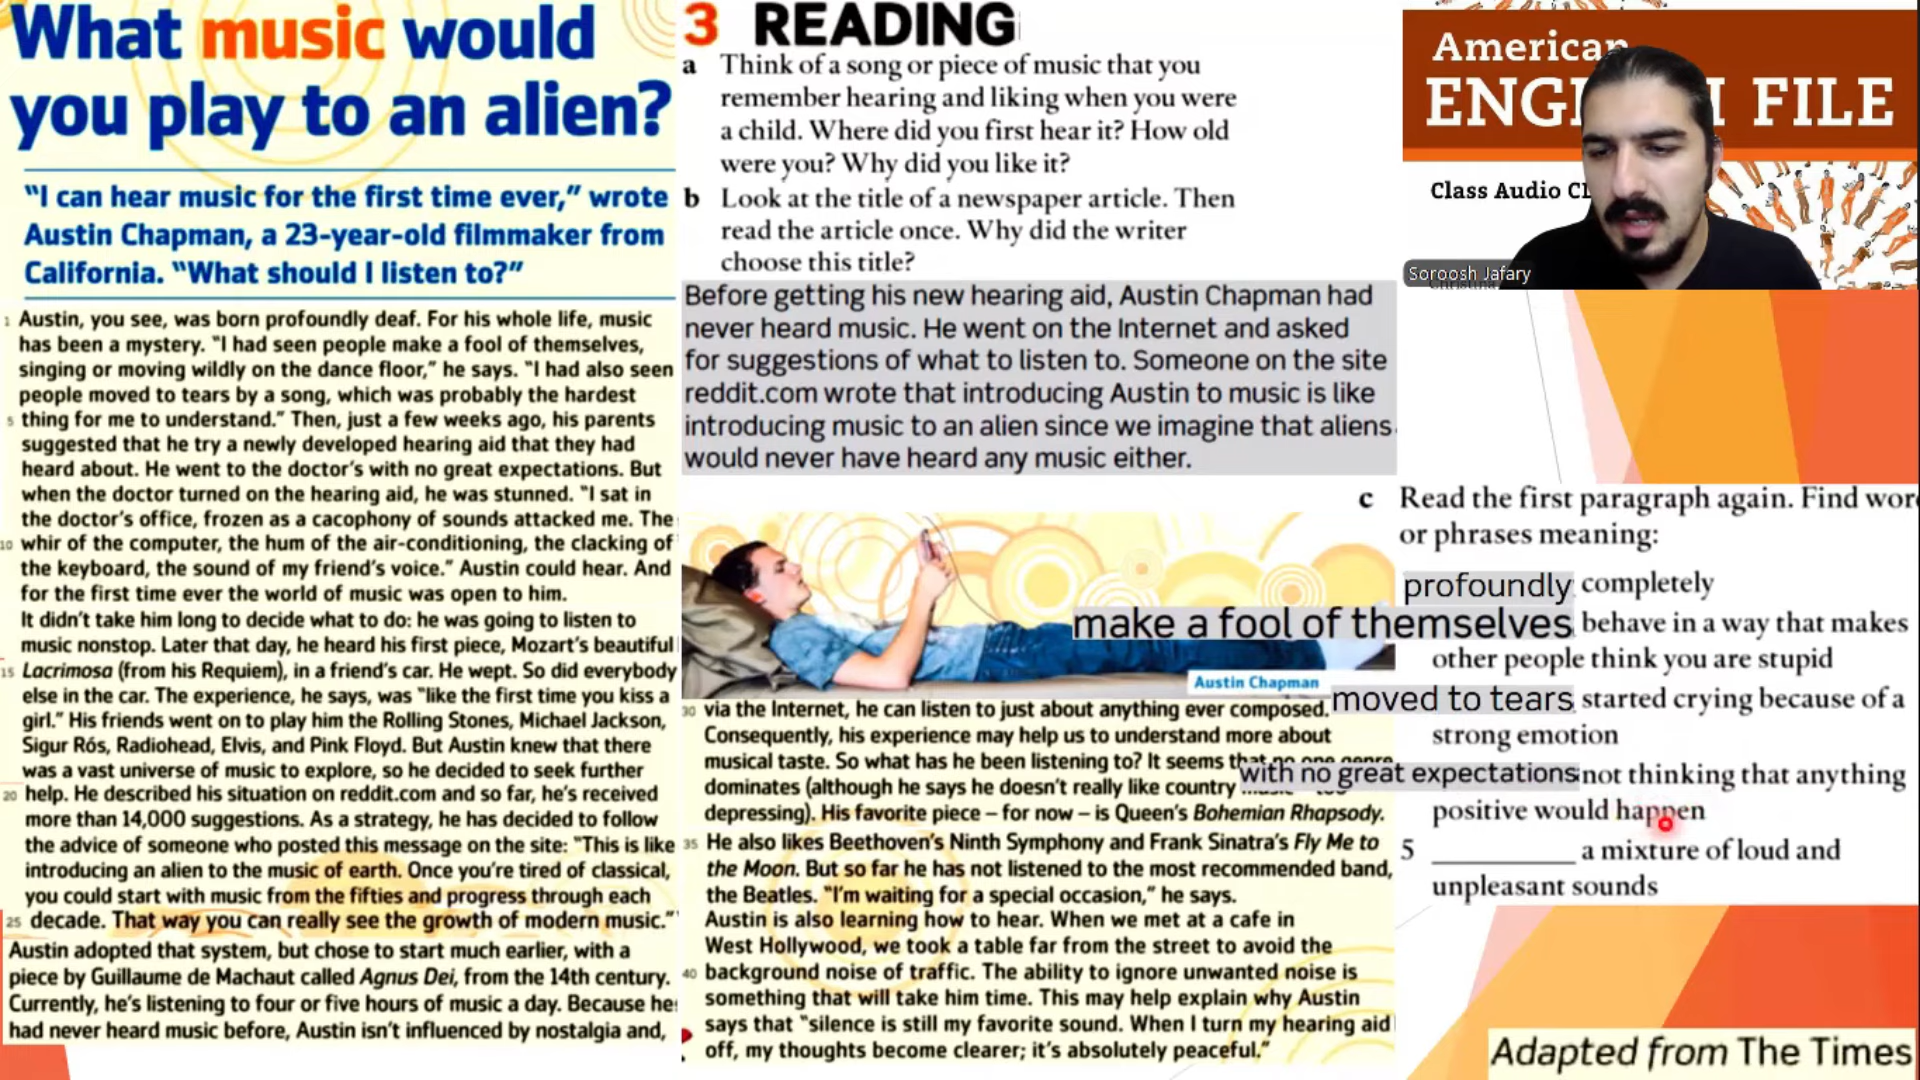 What music would
you play to an alien?
“I can hear music for the first time ever,” wrote
Austin Chapman, a 23-year-old filmmaker from
California. “What should I listen to?”
1 Austin, you see, was born profoundly deaf. For his whole life, music
has been a mystery. “I had seen people make a fool of themselves,
singing or moving wildly on the dance floor,” he says. “I had also seen
people moved to tears by a song, which was probably the hardest
5 thing for me to understand.” Then, just a few weeks ago, his parents
suggested that he try a newly developed hearing aid that they had
heard about. He went to the doctor’s with no great expectations. But
when the doctor turned on the hearing aid, he was stunned. “I sat in
the doctor’s office, frozen as a cacophony of sounds attacked me. The
10 whir of the computer, the hum of the air-conditioning, the clacking of
the keyboard, the sound of my friend’s voice.” Austin could hear. And
for the first time ever the world of music was open to him.
It didn’t take him long to decide what to do: he was going to listen to
music nonstop. Later that day, he heard his first piece, Mozart’s beautiful
15 Lacrimosa (from his Requiem), in a friend’s car. He wept. So did everybody
else in the car. The experience, he says, was “like the first time you kiss a
girl.” His friends went on to play him the Rolling Stones, Michael Jackson,
Sigur Rós, Radiohead, Elvis, and Pink Floyd. But Austin knew that there
was a vast universe of music to explore, so he decided to seek further
20 help. He described his situation on reddit.com and so far, he’s received
more than 14,000 suggestions. As a strategy, he has decided to follow
the advice of someone who posted this message on the site: “This is like
introducing an alien to the music of earth. Once you’re tired of classical,
you could start with music from the fifties and progress through each
25 decade. That way you can really see the growth of modern music.”
Austin adopted that system, but chose to start much earlier, with a
piece by Guillaume de Machaut called Agnus Dei, from the 14th century.
Currently, he’s listening to four or five hours of music a day. Because he
had never heard music before, Austin isn’t influenced by nostalgia and,
3 READING
a Think of a song or piece of music that you
remember hearing and liking when you were
a child. Where did you first hear it? How old
were you? Why did you like it?
b Look at the title of a newspaper article. Then
read the article once. Why did the writer
choose this title?
Before getting his new hearing aid, Austin Chapman had
never heard music. He went on the Internet and asked
for suggestions of what to listen to. Someone on the site
reddit.com wrote that introducing Austin to music is like
introducing music to an alien since we imagine that aliens
would never have heard any music either.
Austin Chapman
30 via the Internet, he can listen to just about anything ever composed.
Consequently, his experience may help us to understand more about
musical taste. So what has he been listening to? It seems that no one genre
dominates (although he says he doesn’t really like country music – too
depressing). His favorite piece – for now – is Queen’s Bohemian Rhapsody.
35 He also likes Beethoven’s Ninth Symphony and Frank Sinatra’s Fly Me to
the Moon. But so far he has not listened to the most recommended band,
the Beatles. “I’m waiting for a special occasion,” he says.
Austin is also learning how to hear. When we met at a cafe in
West Hollywood, we took a table far from the street to avoid the
40 background noise of traffic. The ability to ignore unwanted noise is
something that will take him time. This may help explain why Austin
says that “silence is still my favorite sound. When I turn my hearing aid
off, my thoughts become clearer; it’s absolutely peaceful.”
American
ENG FILE
Class Audio
Soroosh Jafary
c Read the first paragraph again. Find wor
or phrases meaning:
profoundly completely
make a fool of themselves behave in a way that makes
other people think you are stupid
moved to tears started crying because of a
strong emotion
with no great expectations not thinking that anything
positive would happen
5 ________ a mixture of loud and
unpleasant sounds
Adapted from The Times